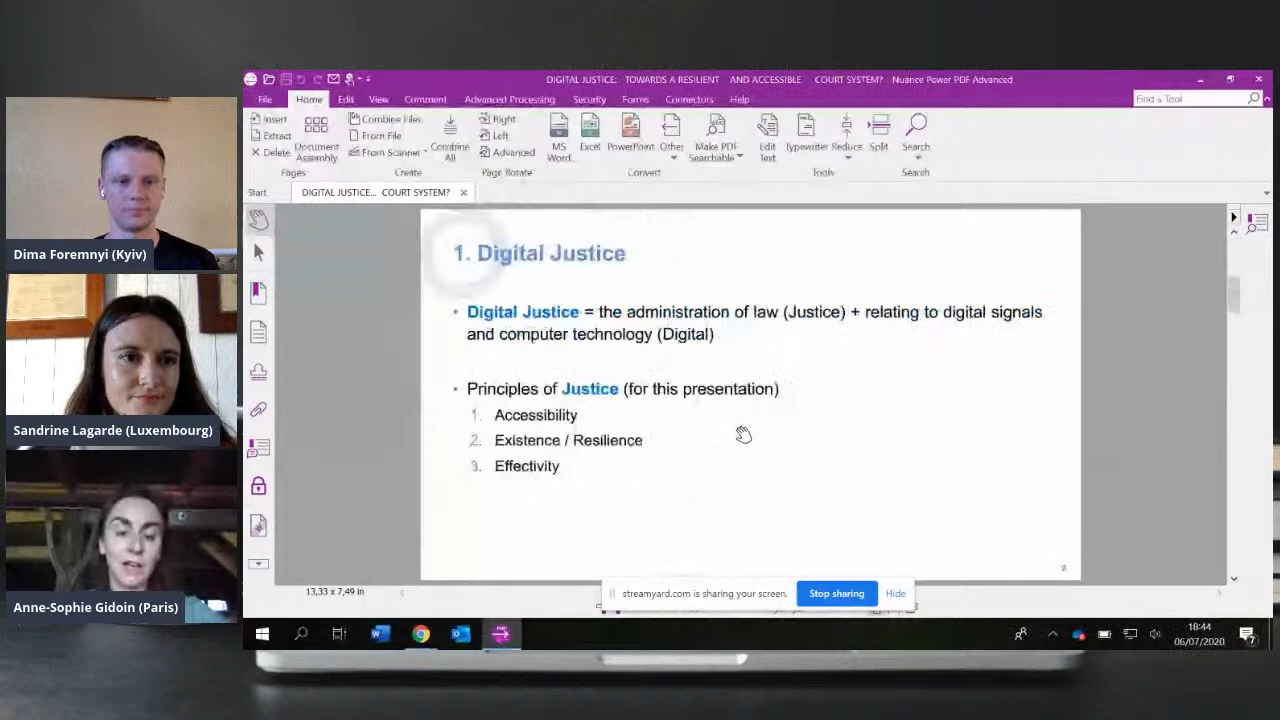 DIGITAL JUSTICE: TOWARDS A RESILIENT AND ACCESSIBLE COURT SYSTEM? Nuance Power PDF Advanced
File Home Edit View Comment Advanced Processing Security Forms Connectors Help
Find a Tool
Insert
Extract
Delete
Document
Assembly
Pages
Combine Files
From File
From Scanner
Combine
All
Create
Right
Left
Advanced
Page Rotate
MS
Word...
Excel
PowerPoint
Other
Make PDF
Searchable
Convert
Edit
Text
Typewriter
Reduce
Split
Tools
Search
Search
Start DIGITAL JUSTICE... COURT SYSTEM?
Dima Foremnyi (Kyiv)
Sandrine Lagarde (Luxembourg)
Anne-Sophie Gidoin (Paris)
1. Digital Justice
• Digital Justice = the administration of law (Justice) + relating to digital signals
and computer technology (Digital)
• Principles of Justice (for this presentation)
1. Accessibility
2. Existence / Resilience
3. Effectivity
13,33 x 7,49 in
streamyard.com is sharing your screen.
Stop sharing
Hide
18:44
06/07/2020
7